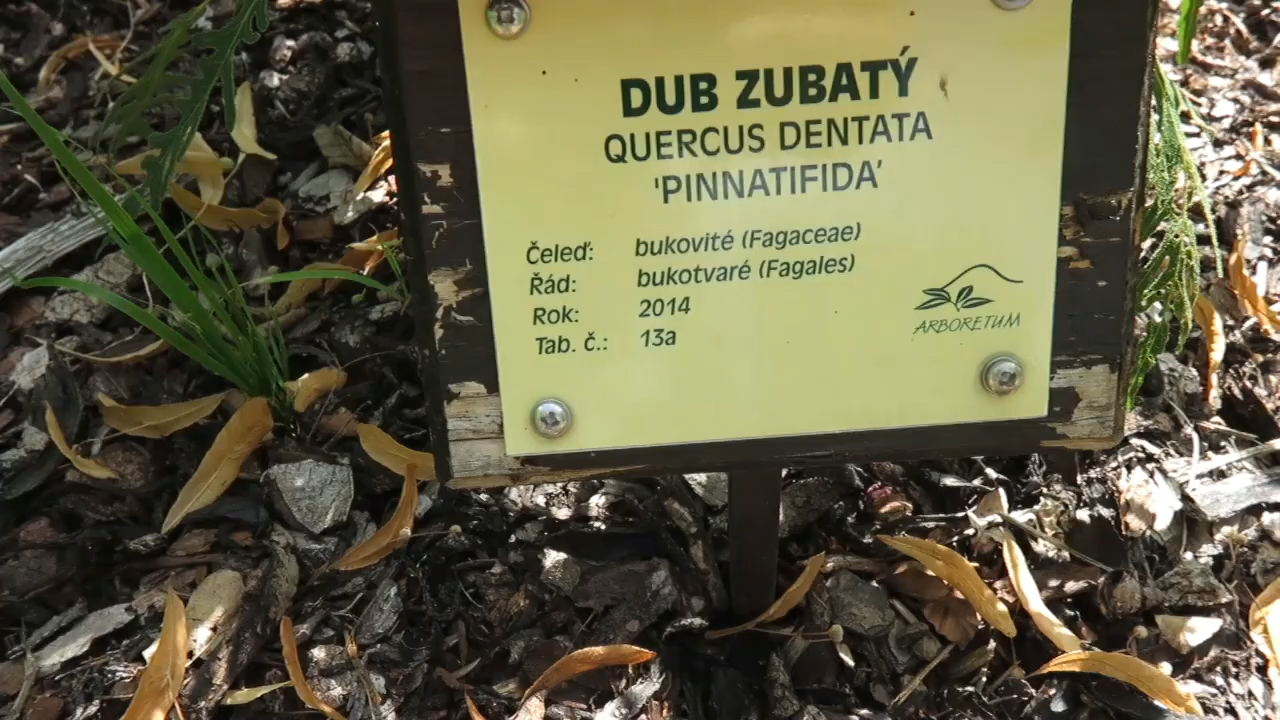 DUB ZUBATÝ
QUERCUS DENTATA
'PINNATIFIDA'
Čeleď: bukovité (Fagaceae)
Řád: bukotvaré (Fagales)
Rok: 2014
Tab. č.: 13a
ARBORETUM